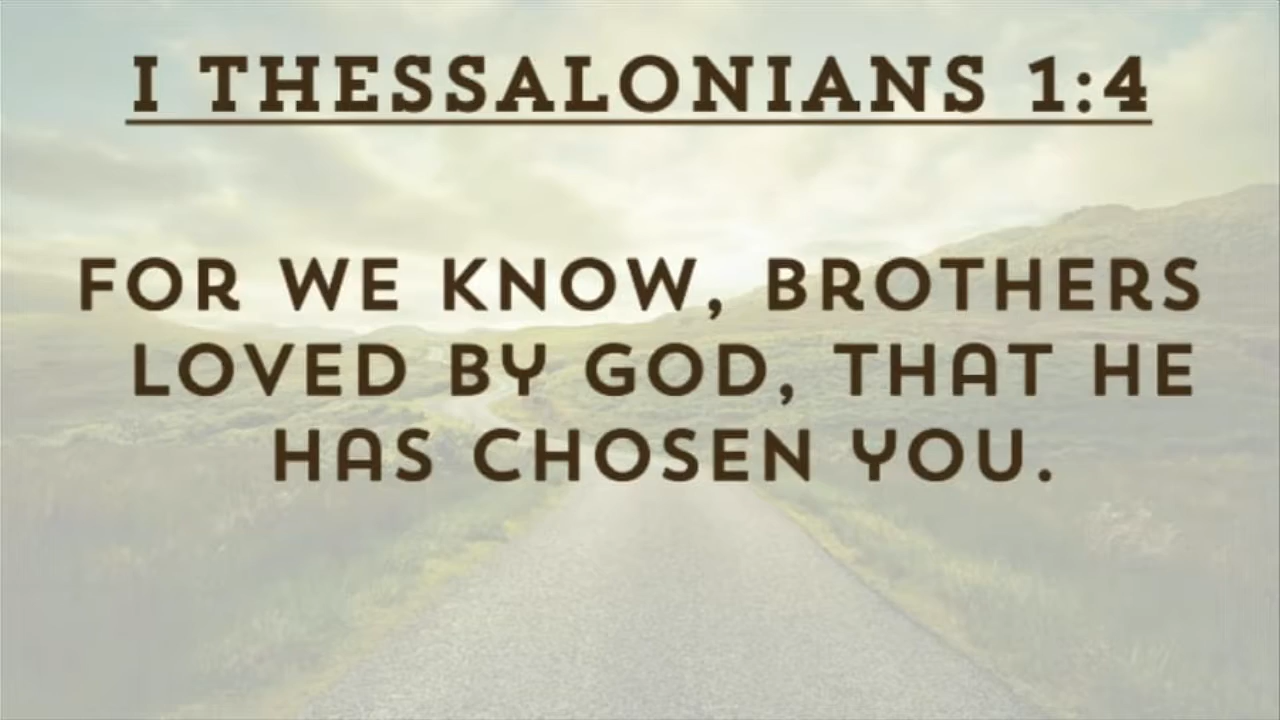 I THESSALONIANS 1:4
FOR WE KNOW, BROTHERS
LOVED BY GOD, THAT HE
HAS CHOSEN YOU.